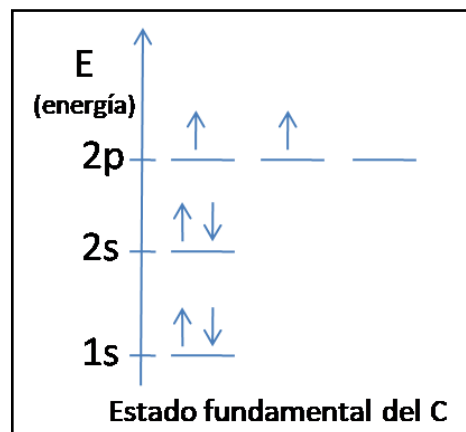 E
(energía)
2p
2s
1s
Estado fundamental del C